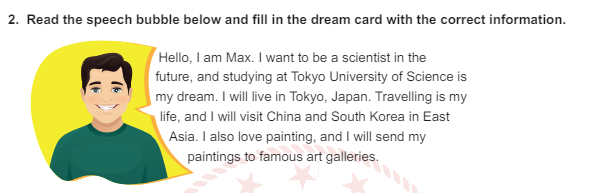 2. Read the speech bubble below and fill in the dream card with the correct information.
Hello, I am Max. I want to be a scientist in the
future, and studying at Tokyo University of Science is
my dream. I will live in Tokyo, Japan. Travelling is my
life, and I will visit China and South Korea in East
Asia. I also love painting, and I will send my
paintings to famous art galleries.